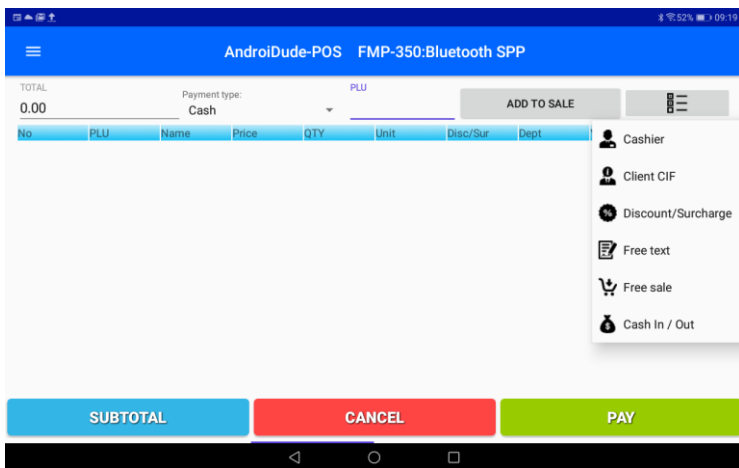 52% 09:19
AndroiDude-POS FMP-350:Bluetooth SPP
TOTAL
0.00
Payment type:
Cash
PLU
ADD TO SALE
No PLU Name Price QTY Unit Disc/Sur Dept
Cashier
Client CIF
Discount/Surcharge
Free text
Free sale
Cash In / Out
SUBTOTAL CANCEL PAY